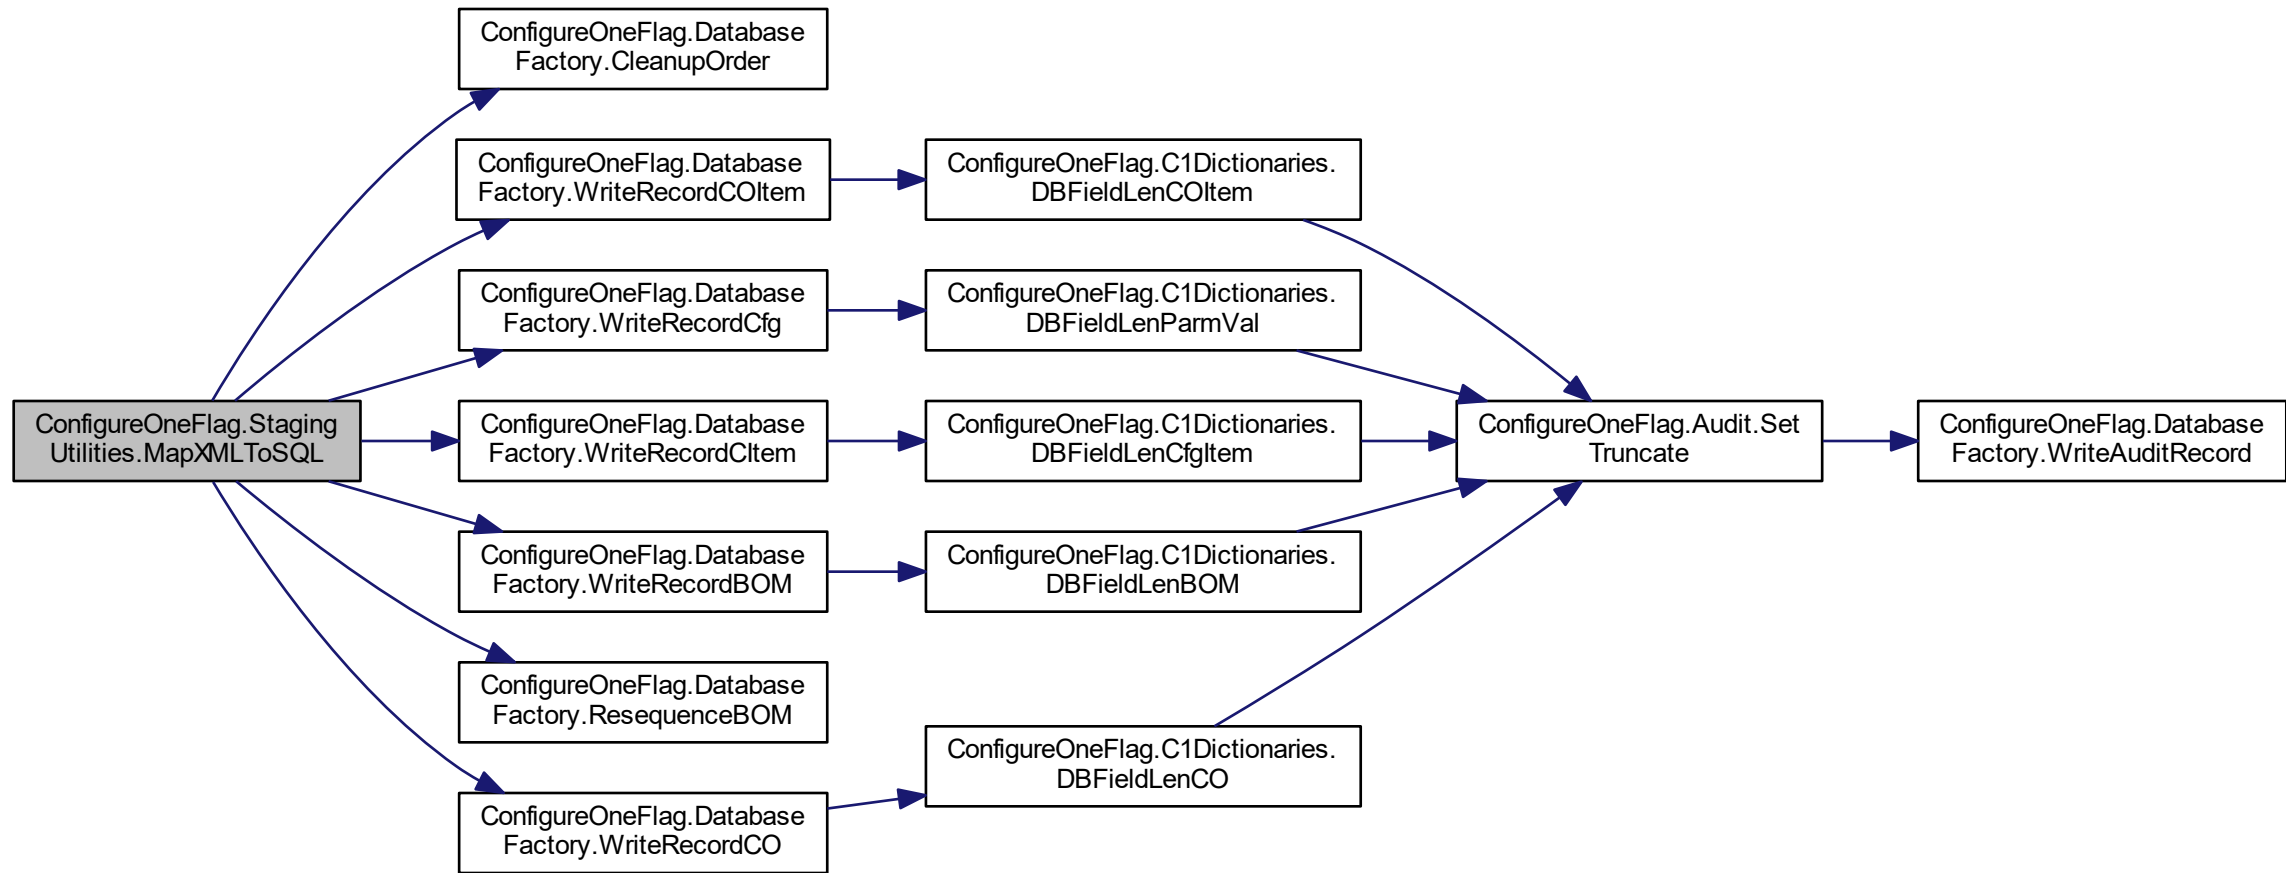 ConfigureOneFlag.Database
Factory.CleanupOrder
ConfigureOneFlag.Database
Factory.WriteRecordCOItem
ConfigureOneFlag.C1Dictionaries.
DBFieldLenCOItem
ConfigureOneFlag.Database
Factory.WriteRecordCfg
ConfigureOneFlag.C1Dictionaries.
DBFieldLenParmVal
ConfigureOneFlag.Staging
Utilities.MapXMLToSQL
ConfigureOneFlag.Database
Factory.WriteRecordCItem
ConfigureOneFlag.C1Dictionaries.
DBFieldLenCfgItem
ConfigureOneFlag.Audit.Set
Truncate
ConfigureOneFlag.Database
Factory.WriteAuditRecord
ConfigureOneFlag.Database
Factory.WriteRecordBOM
ConfigureOneFlag.C1Dictionaries.
DBFieldLenBOM
ConfigureOneFlag.Database
Factory.ResequenceBOM
ConfigureOneFlag.C1Dictionaries.
DBFieldLenCO
ConfigureOneFlag.Database
Factory.WriteRecordCO